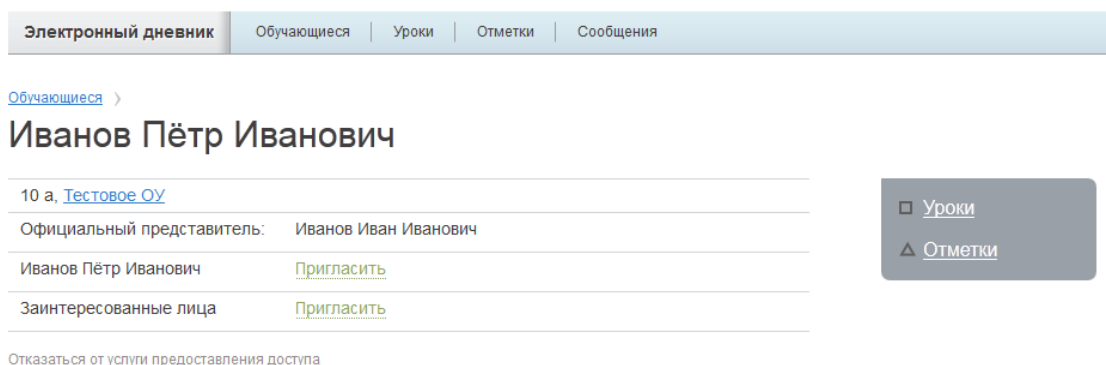 Электронный дневник Обучающиеся Уроки Отметки Сообщения
Обучающиеся
Иванов Пётр Иванович
10 а, Тестовое ОУ
Официальный представитель: Иванов Иван Иванович
Иванов Пётр Иванович Пригласить
Заинтересованные лица Пригласить
Уроки
Отметки
Отказаться от услуги предоставления доступа